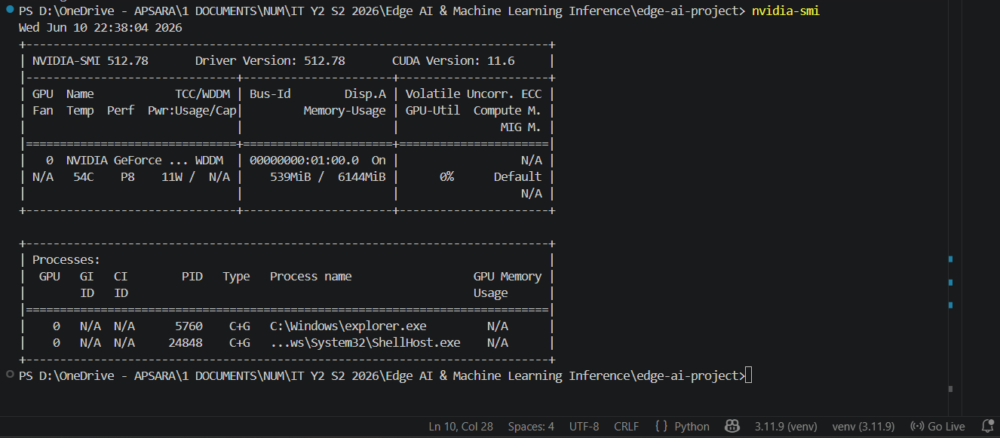 PS D:\OneDrive - APSARA\1 DOCUMENTS\NUM\IT Y2 S2 2026\Edge AI & Machine Learning Inference\edge-ai-project> nvidia-smi
Wed Jun 10 22:38:04 2026
+-----------------------------------------------------------------------------+
| NVIDIA-SMI 512.78       Driver Version: 512.78       CUDA Version: 11.6     |
|-------------------------------+----------------------+----------------------+
| GPU  Name            TCC/WDDM | Bus-Id        Disp.A | Volatile Uncorr. ECC |
| Fan  Temp  Perf  Pwr:Usage/Cap|         Memory-Usage | GPU-Util  Compute M. |
|                               |                      |               MIG M. |
|===============================+======================+======================|
|   0  NVIDIA GeForce ... WDDM  | 00000000:01:00.0  On |                  N/A |
| N/A   54C    P8    11W /  N/A |    539MiB /  6144MiB |      0%      Default |
|                               |                      |                  N/A |
+-------------------------------+----------------------+----------------------+
+-----------------------------------------------------------------------------+
| Processes:                                                                  |
|  GPU   GI   CI        PID   Type   Process name                  GPU Memory |
|        ID   ID                                                   Usage      |
|=============================================================================|
|    0   N/A  N/A      5760    C+G   C:\Windows\explorer.exe         N/A      |
|    0   N/A  N/A     24848    C+G   ...ws\System32\ShellHost.exe    N/A      |
+-----------------------------------------------------------------------------+
PS D:\OneDrive - APSARA\1 DOCUMENTS\NUM\IT Y2 S2 2026\Edge AI & Machine Learning Inference\edge-ai-project>
Ln 10, Col 28 Spaces: 4 UTF-8 CRLF { } Python 3.11.9 (venv) venv (3.11.9) Go Live